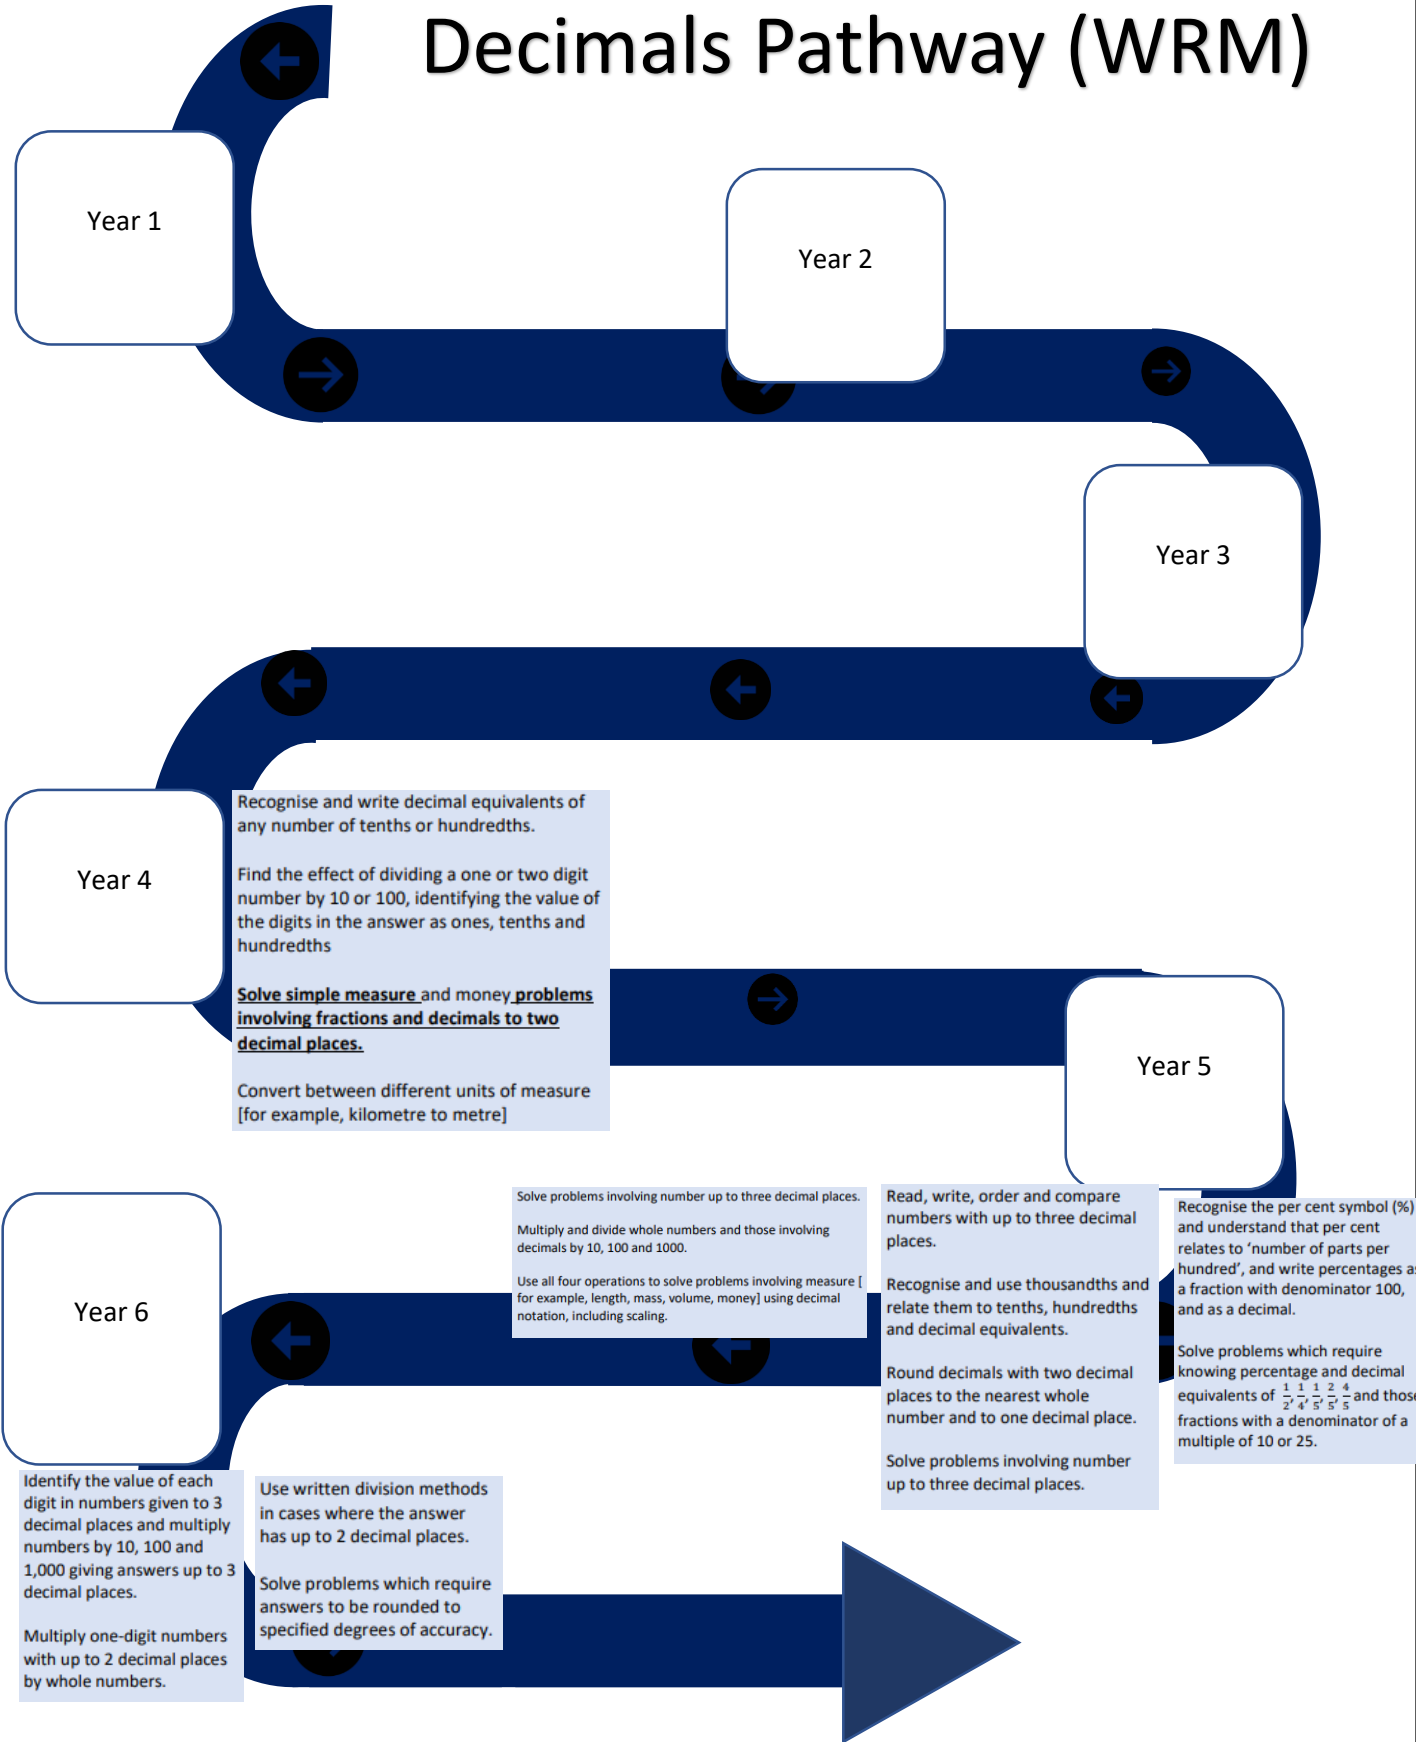 Decimals Pathway (WRM)
Year 1
Year 2
Year 3
Year 4
Recognise and write decimal equivalents of
any number of tenths or hundredths.
Find the effect of dividing a one or two digit
number by 10 or 100, identifying the value of
the digits in the answer as ones, tenths and
hundredths
Solve simple measure and money problems
involving fractions and decimals to two
decimal places.
Convert between different units of measure
[for example, kilometre to metre]
Year 5
Recognise the per cent symbol (%)
and understand that per cent
relates to ‘number of parts per
hundred’, and write percentages as
a fraction with denominator 100,
and as a decimal.
Solve problems which require
knowing percentage and decimal
equivalents of 1/2, 1/4, 1/5, 2/5, 4/5 and those
fractions with a denominator of a
multiple of 10 or 25.
Read, write, order and compare
numbers with up to three decimal
places.
Recognise and use thousandths and
relate them to tenths, hundredths
and decimal equivalents.
Round decimals with two decimal
places to the nearest whole
number and to one decimal place.
Solve problems involving number
up to three decimal places.
Solve problems involving number up to three decimal places.
Multiply and divide whole numbers and those involving
decimals by 10, 100 and 1000.
Use all four operations to solve problems involving measure [
for example, length, mass, volume, money] using decimal
notation, including scaling.
Year 6
Identify the value of each
digit in numbers given to 3
decimal places and multiply
numbers by 10, 100 and
1,000 giving answers up to 3
decimal places.
Multiply one-digit numbers
with up to 2 decimal places
by whole numbers.
Use written division methods
in cases where the answer
has up to 2 decimal places.
Solve problems which require
answers to be rounded to
specified degrees of accuracy.